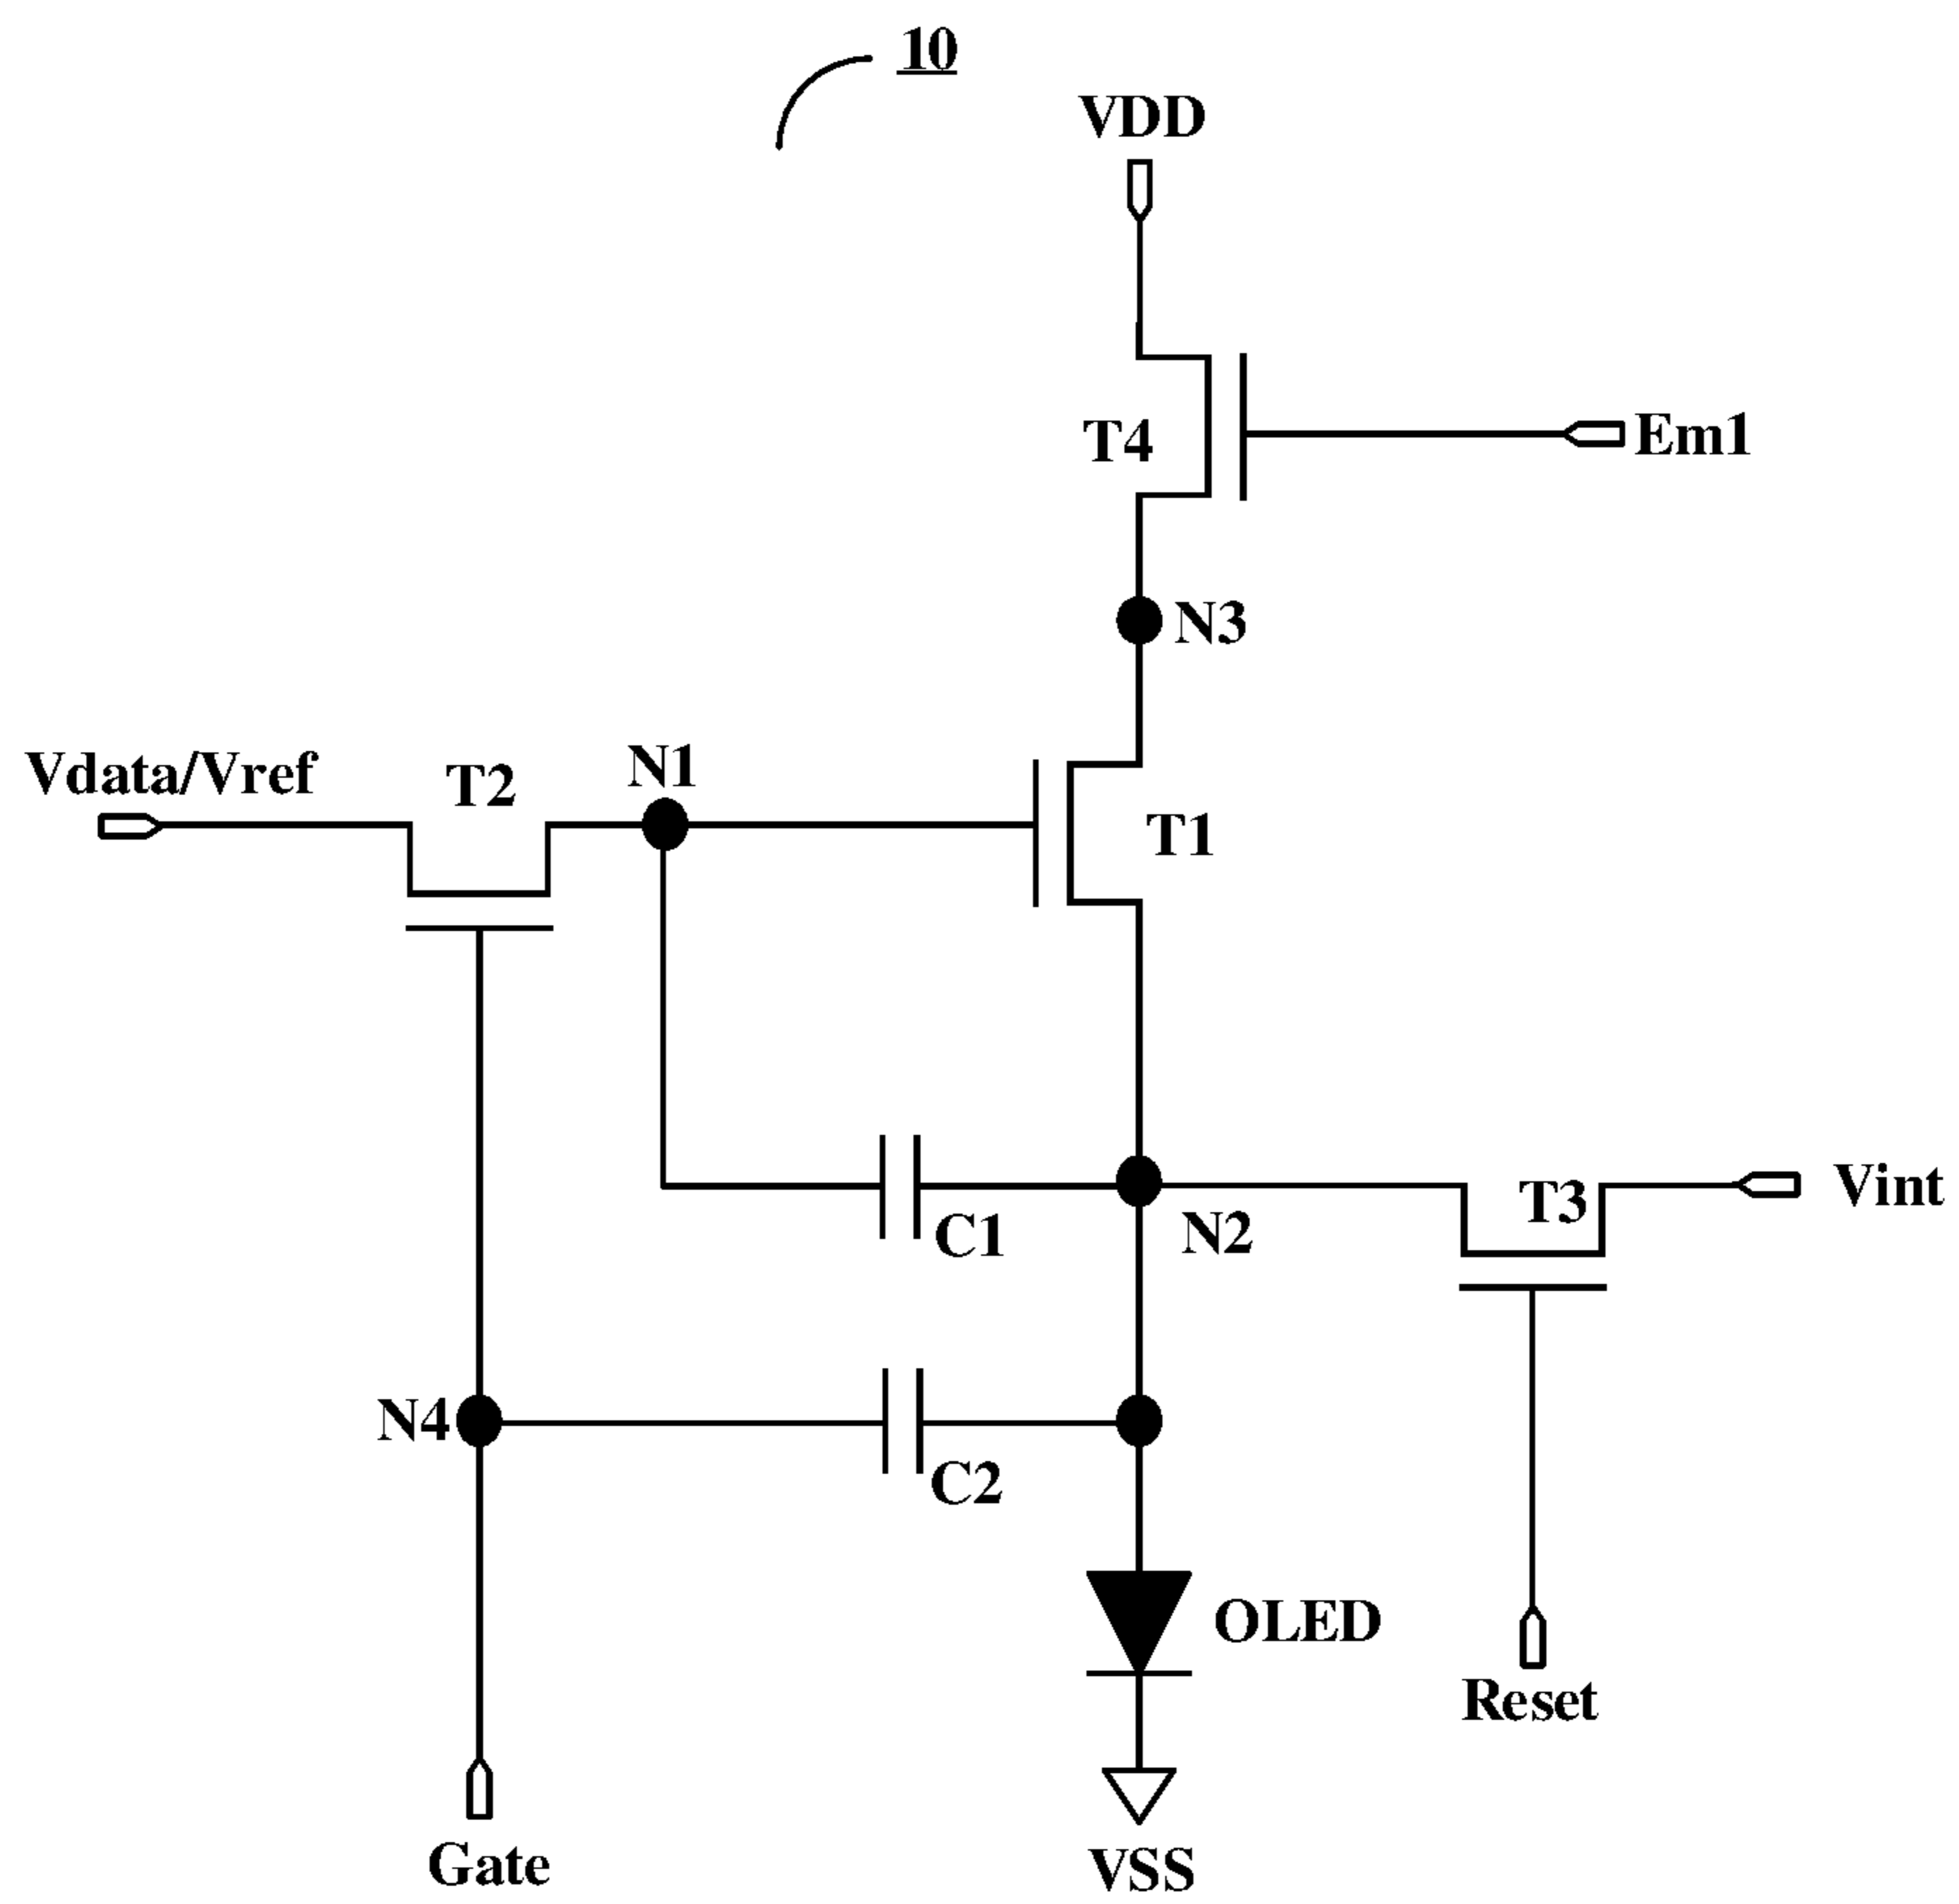 10
VDD
T4
Em1
N3
Vdata/Vref
T2
N1
T1
C1
N2
T3
Vint
N4
C2
OLED
Reset
Gate
VSS